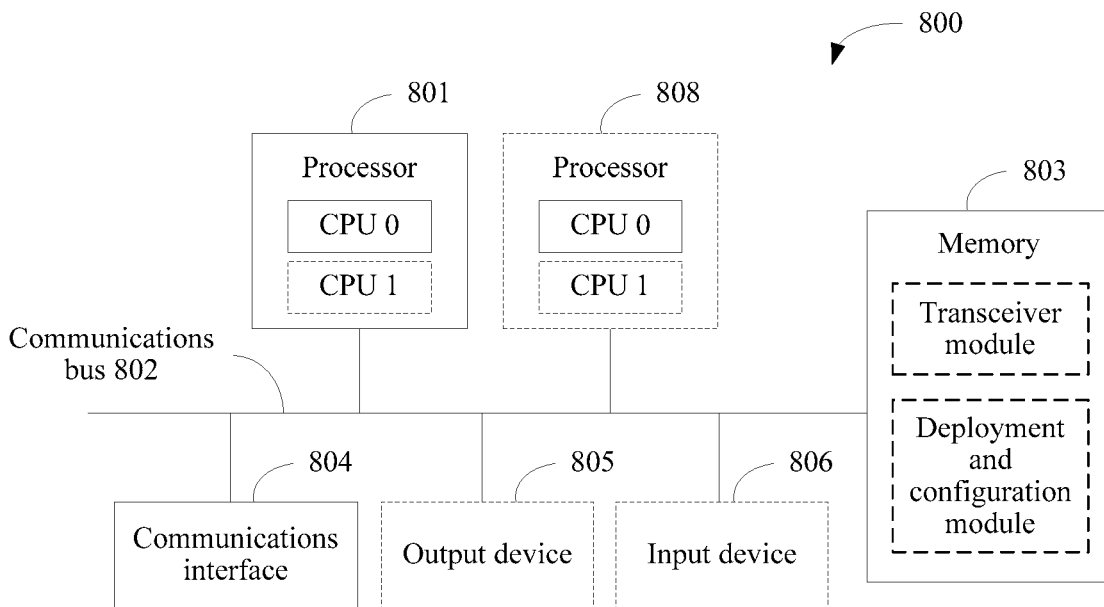 800
801
808
803
Processor
CPU 0
CPU 1
Processor
CPU 0
CPU 1
Memory
Transceiver
module
Deployment
and
configuration
module
Communications
bus 802
804
805
806
Communications
interface
Output device
Input device